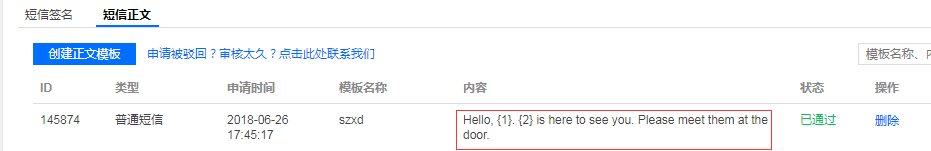 短信签名 短信正文
创建正文模板 申请被驳回？审核太久？点击此处联系我们 模板名称、
ID 类型 申请时间 模板名称 内容 状态 操作
145874 普通短信 2018-06-26 szxd Hello, {1}. {2} is here to see you. Please meet them at the 已通过 删除
17:45:17 door.